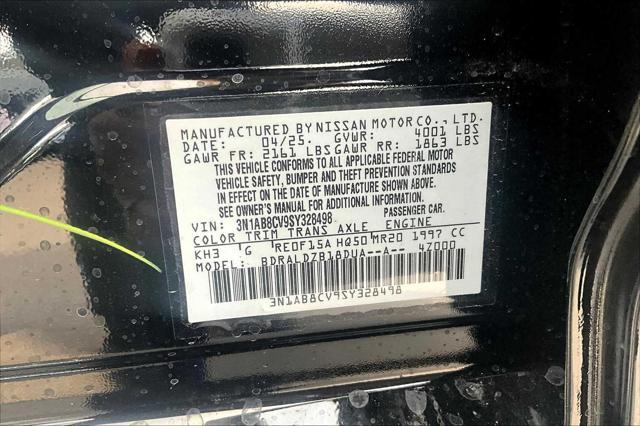 MANUFACTURED BY NISSAN MOTOR CO., LTD.
DATE: 04/25 GVWR: 4001 LBS
GAWR FR: 2161 LBS GAWR RR: 1863 LBS
THIS VEHICLE CONFORMS TO ALL APPLICABLE FEDERAL MOTOR
VEHICLE SAFETY, BUMPER AND THEFT PREVENTION STANDARDS
IN EFFECT ON THE DATE OF MANUFACTURE SHOWN ABOVE.
SEE OWNER'S MANUAL FOR ADDITIONAL INFORMATION.
VIN: 3N1AB8CV9SY328498 PASSENGER CAR.
COLOR TRIM TRANS AXLE ENGINE
KH3 G RE0F15A HQ50 MR20 1997 CC
MODEL: BDRALDZB18DUA--A-- 47000
3N1AB8CV9SY328498